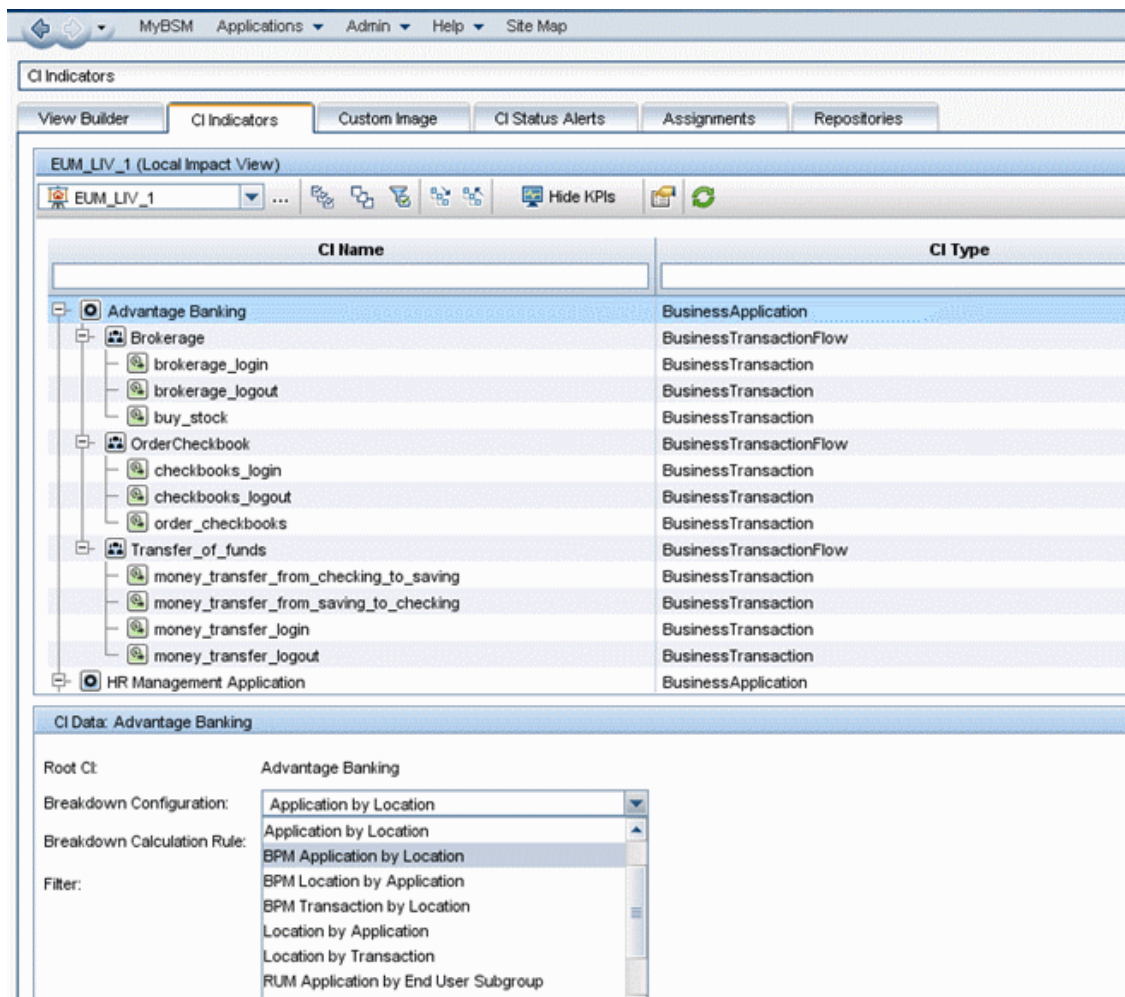 MyBSM Applications Admin Help Site Map
CI Indicators
View Builder CI Indicators Custom Image CI Status Alerts Assignments Repositories
EUM_LIV_1 (Local Impact View)
EUM_LIV_1 ... Hide KPIs
CI Name CI Type
Advantage Banking BusinessApplication
Brokerage BusinessTransactionFlow
brokerage_login BusinessTransaction
brokerage_logout BusinessTransaction
buy_stock BusinessTransaction
OrderCheckbook BusinessTransactionFlow
checkbooks_login BusinessTransaction
checkbooks_logout BusinessTransaction
order_checkbooks BusinessTransaction
Transfer_of_funds BusinessTransactionFlow
money_transfer_from_checking_to_saving BusinessTransaction
money_transfer_from_saving_to_checking BusinessTransaction
money_transfer_login BusinessTransaction
money_transfer_logout BusinessTransaction
HR Management Application BusinessApplication
CI Data: Advantage Banking
Root CI: Advantage Banking
Breakdown Configuration: Application by Location
Application by Location
Breakdown Calculation Rule:
BPM Application by Location
Filter: BPM Location by Application
BPM Transaction by Location
Location by Application
Location by Transaction
RUM Application by End User Subgroup